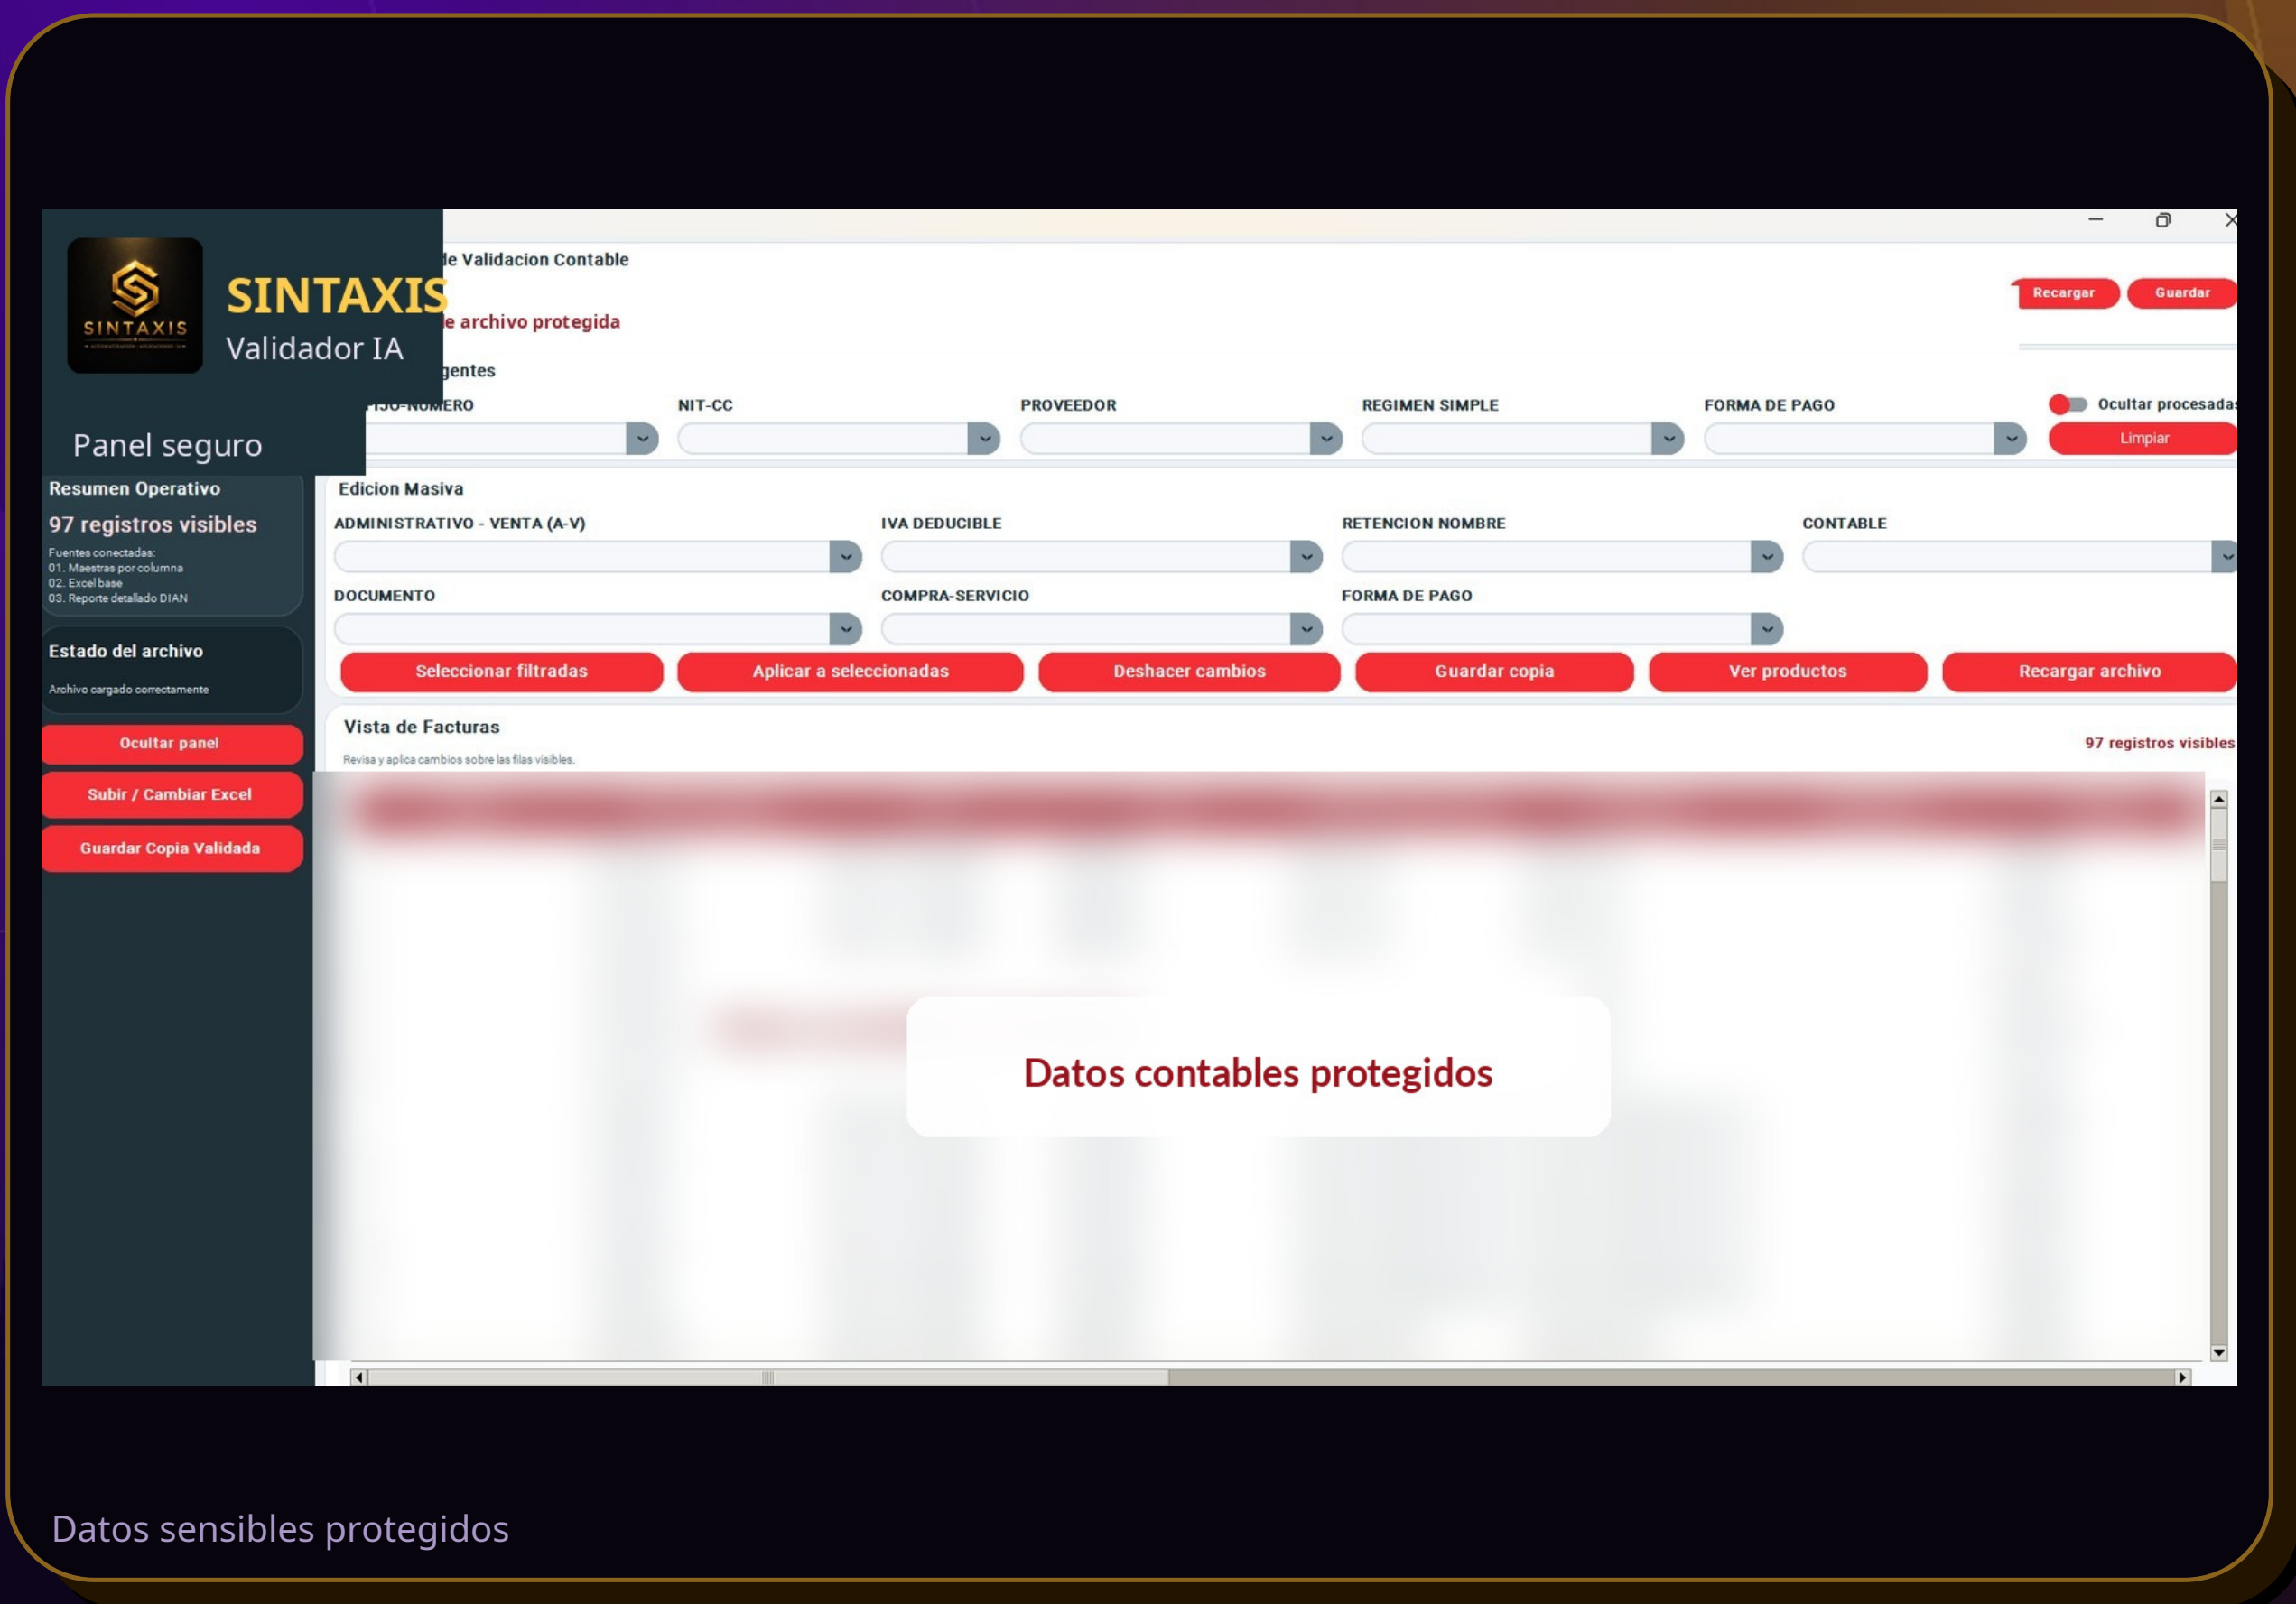 SINTAXIS
SINTAXIS
Validador IA
Panel seguro
de Validacion Contable
e archivo protegida
gentes
Recargar
Guardar
NIT-CC
PROVEEDOR
REGIMEN SIMPLE
FORMA DE PAGO
Ocultar procesadas
Limpiar
Resumen Operativo
97 registros visibles
Fuentes conectadas:
01. Maestras por columna
02. Excel base
03. Reporte detallado DIAN
Estado del archivo
Archivo cargado correctamente
Ocultar panel
Subir / Cambiar Excel
Guardar Copia Validada
Edicion Masiva
ADMINISTRATIVO - VENTA (A-V)
IVA DEDUCIBLE
RETENCION NOMBRE
CONTABLE
DOCUMENTO
COMPRA-SERVICIO
FORMA DE PAGO
Seleccionar filtradas
Aplicar a seleccionadas
Deshacer cambios
Guardar copia
Ver productos
Recargar archivo
Vista de Facturas
97 registros visibles
Revisa y aplica cambios sobre las filas visibles.
Datos contables protegidos
Datos sensibles protegidos